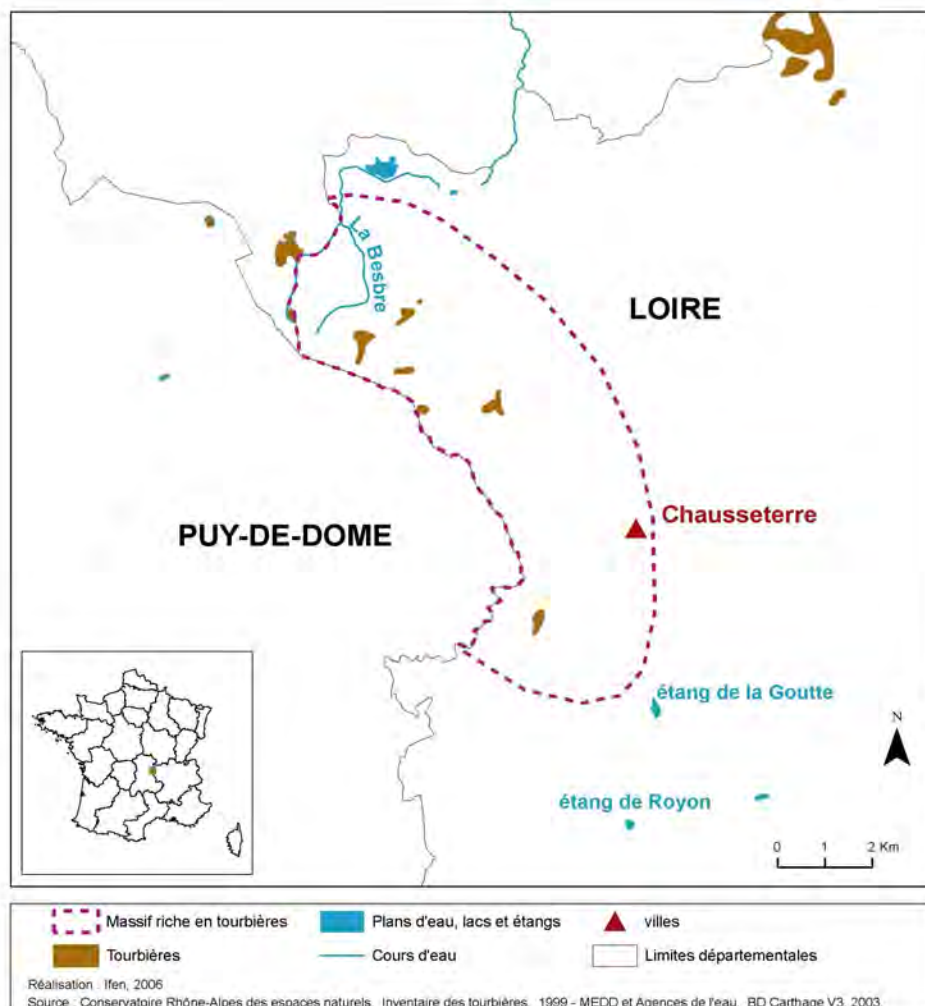 La Besbre
LOIRE
Chausseterre
PUY-DE-DOME
étang de la Goutte
N
étang de Royon
0 1 2 Km
Massif riche en tourbières
Plans d'eau, lacs et étangs
villes
Tourbières
Cours d'eau
Limites départementales
Réalisation : Ifen, 2006
Source : Conservatoire Rhône-Alpes des espaces naturels. Inventaire des tourbières. 1999 - MEDD et Agences de l'eau. BD Carthage V3. 2003